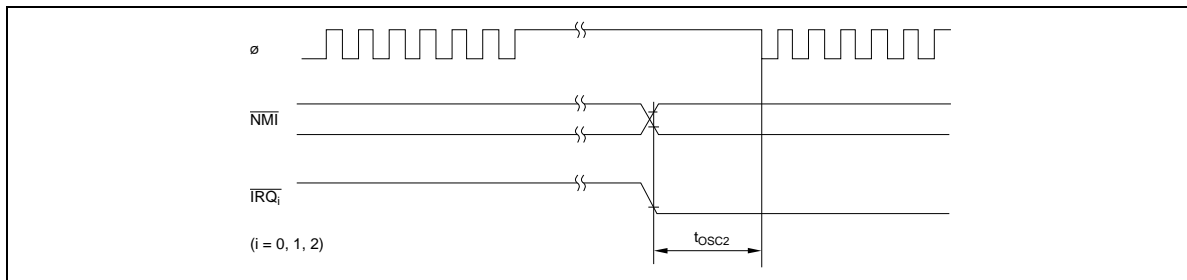 ø
NMI
IRQi
tOSC2
(i = 0, 1, 2)